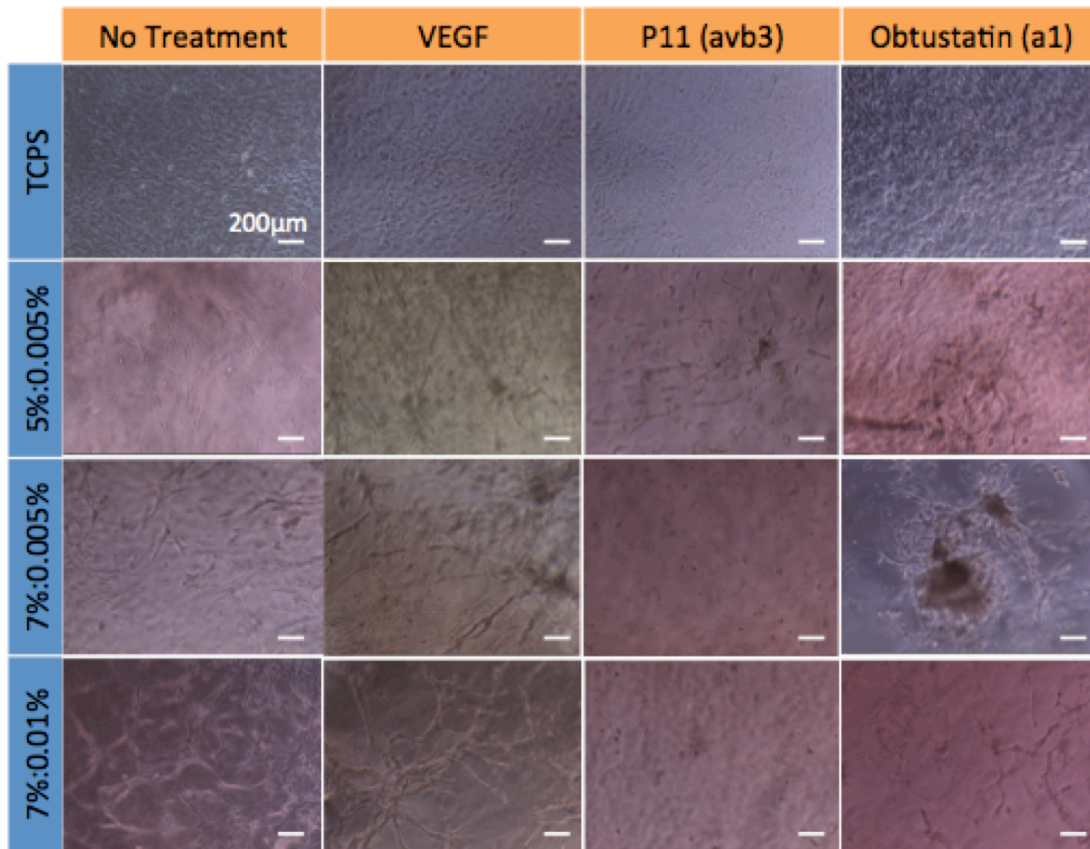 No Treatment VEGF P11 (avb3) Obtustatin (a1)
TCPS
200µm
5%:0.005%
7%:0.005%
7%:0.01%